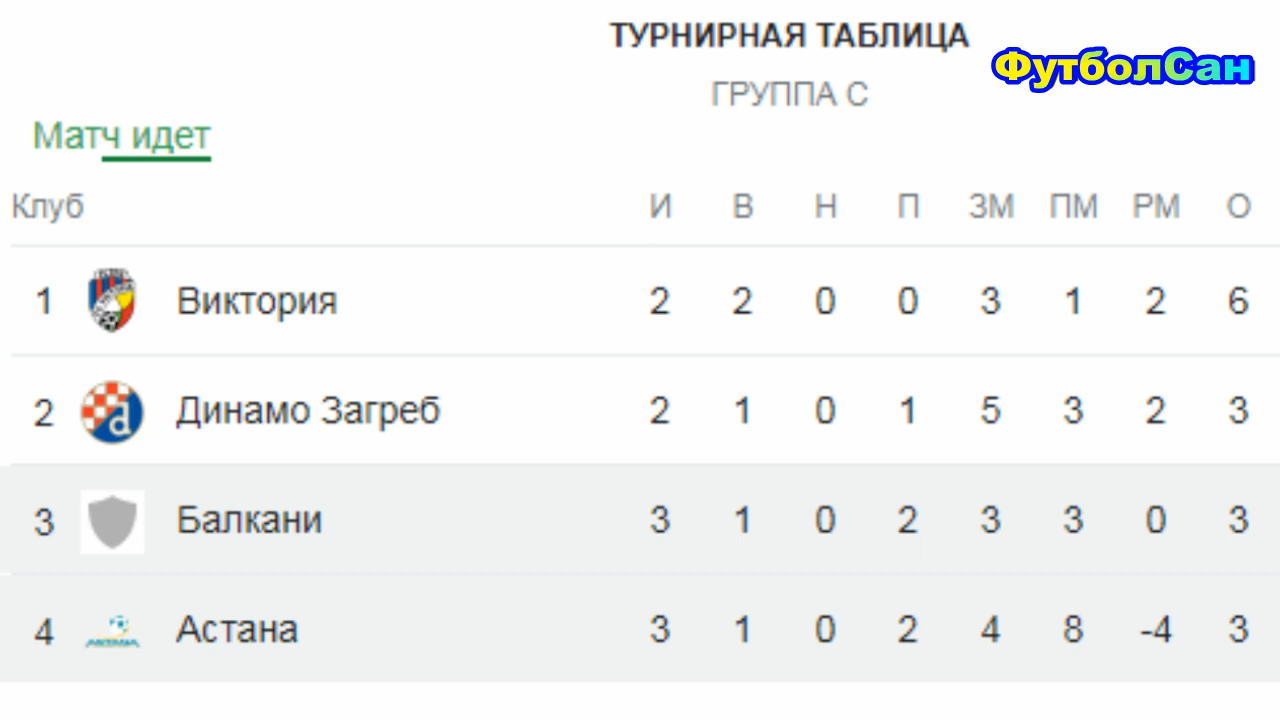 ТУРНИРНАЯ ТАБЛИЦА
ФутболСан
ГРУППА С
Матч идет
Клуб И В Н П ЗМ ПМ РМ О
1 Виктория 2 2 0 0 3 1 2 6
2 Динамо Загреб 2 1 0 1 5 3 2 3
3 Балкани 3 1 0 2 3 3 0 3
4 Астана 3 1 0 2 4 8 -4 3